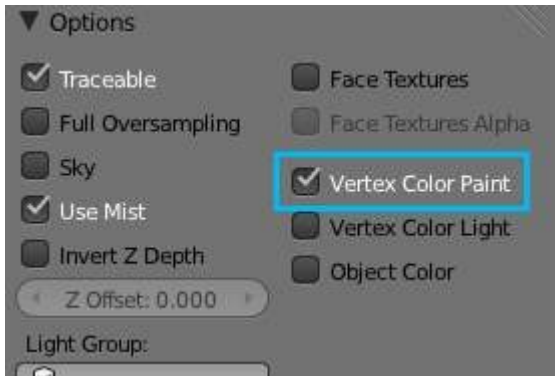 Options
Traceable
Full Oversampling
Sky
Use Mist
Invert Z Depth
Z Offset: 0.000
Light Group:
Face Textures
Face Textures Alpha
Vertex Color Paint
Vertex Color Light
Object Color